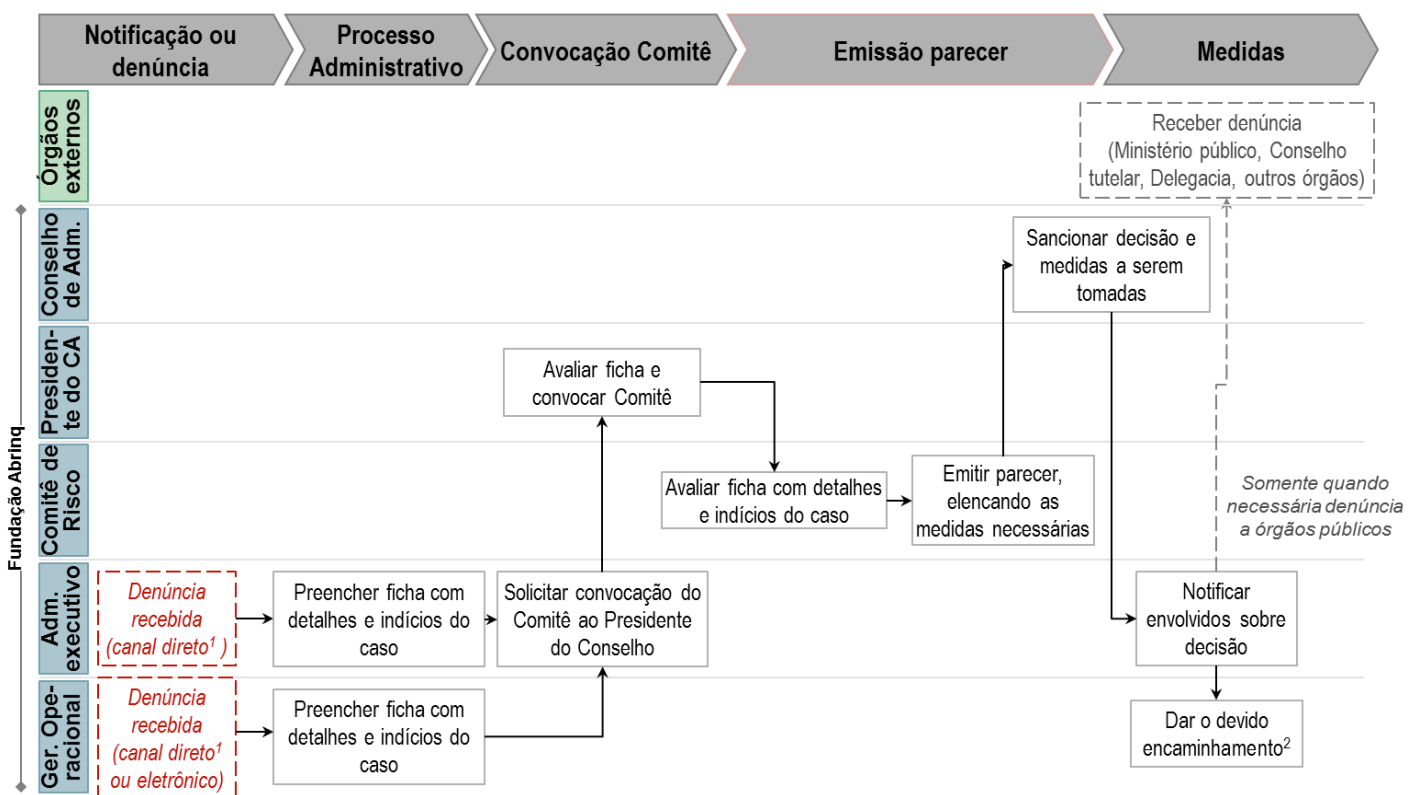 Notificação ou
denúncia
Processo
Administrativo
Convocação Comitê
Emissão parecer
Medidas
Órgãos
externos
Receber denúncia
(Ministério público, Conselho
tutelar, Delegacia, outros órgãos)
Fundação Abrinq
Conselho
de Adm.
Sancionar decisão e
medidas a serem
tomadas
Presiden-
te do CA
Avaliar ficha e
convocar Comitê
Comitê de
Risco
Avaliar ficha com detalhes
e indícios do caso
Emitir parecer,
elencando as
medidas necessárias
Somente quando
necessária denúncia
a órgãos públicos
Adm.
executivo
Denúncia
recebida
(canal direto¹ )
Preencher ficha com
detalhes e indícios do
caso
Solicitar convocação do
Comitê ao Presidente
do Conselho
Notificar
envolvidos sobre
decisão
Ger. Ope-
racional
Denúncia
recebida
(canal direto¹
ou eletrônico)
Preencher ficha com
detalhes e indícios do
caso
Dar o devido
encaminhamento²